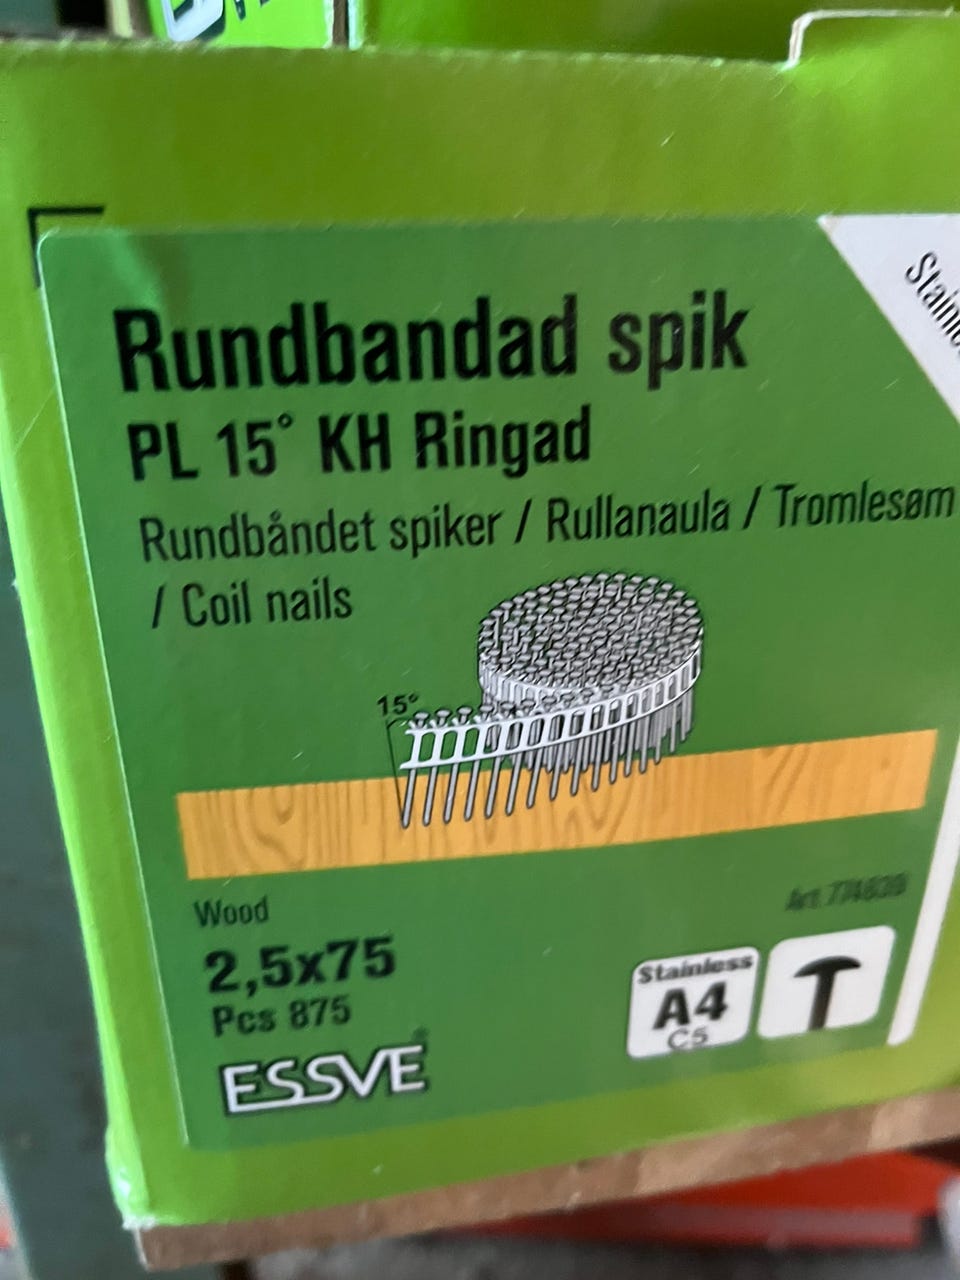 Rundbandad spik
PL 15° KH Ringad
Rundbåndet spiker / Rullanaula / Tromlesøm
/ Coil nails
15°
Wood
2,5x75
Pcs 875
ESSVE®
Art.
Stainless
A4
C5